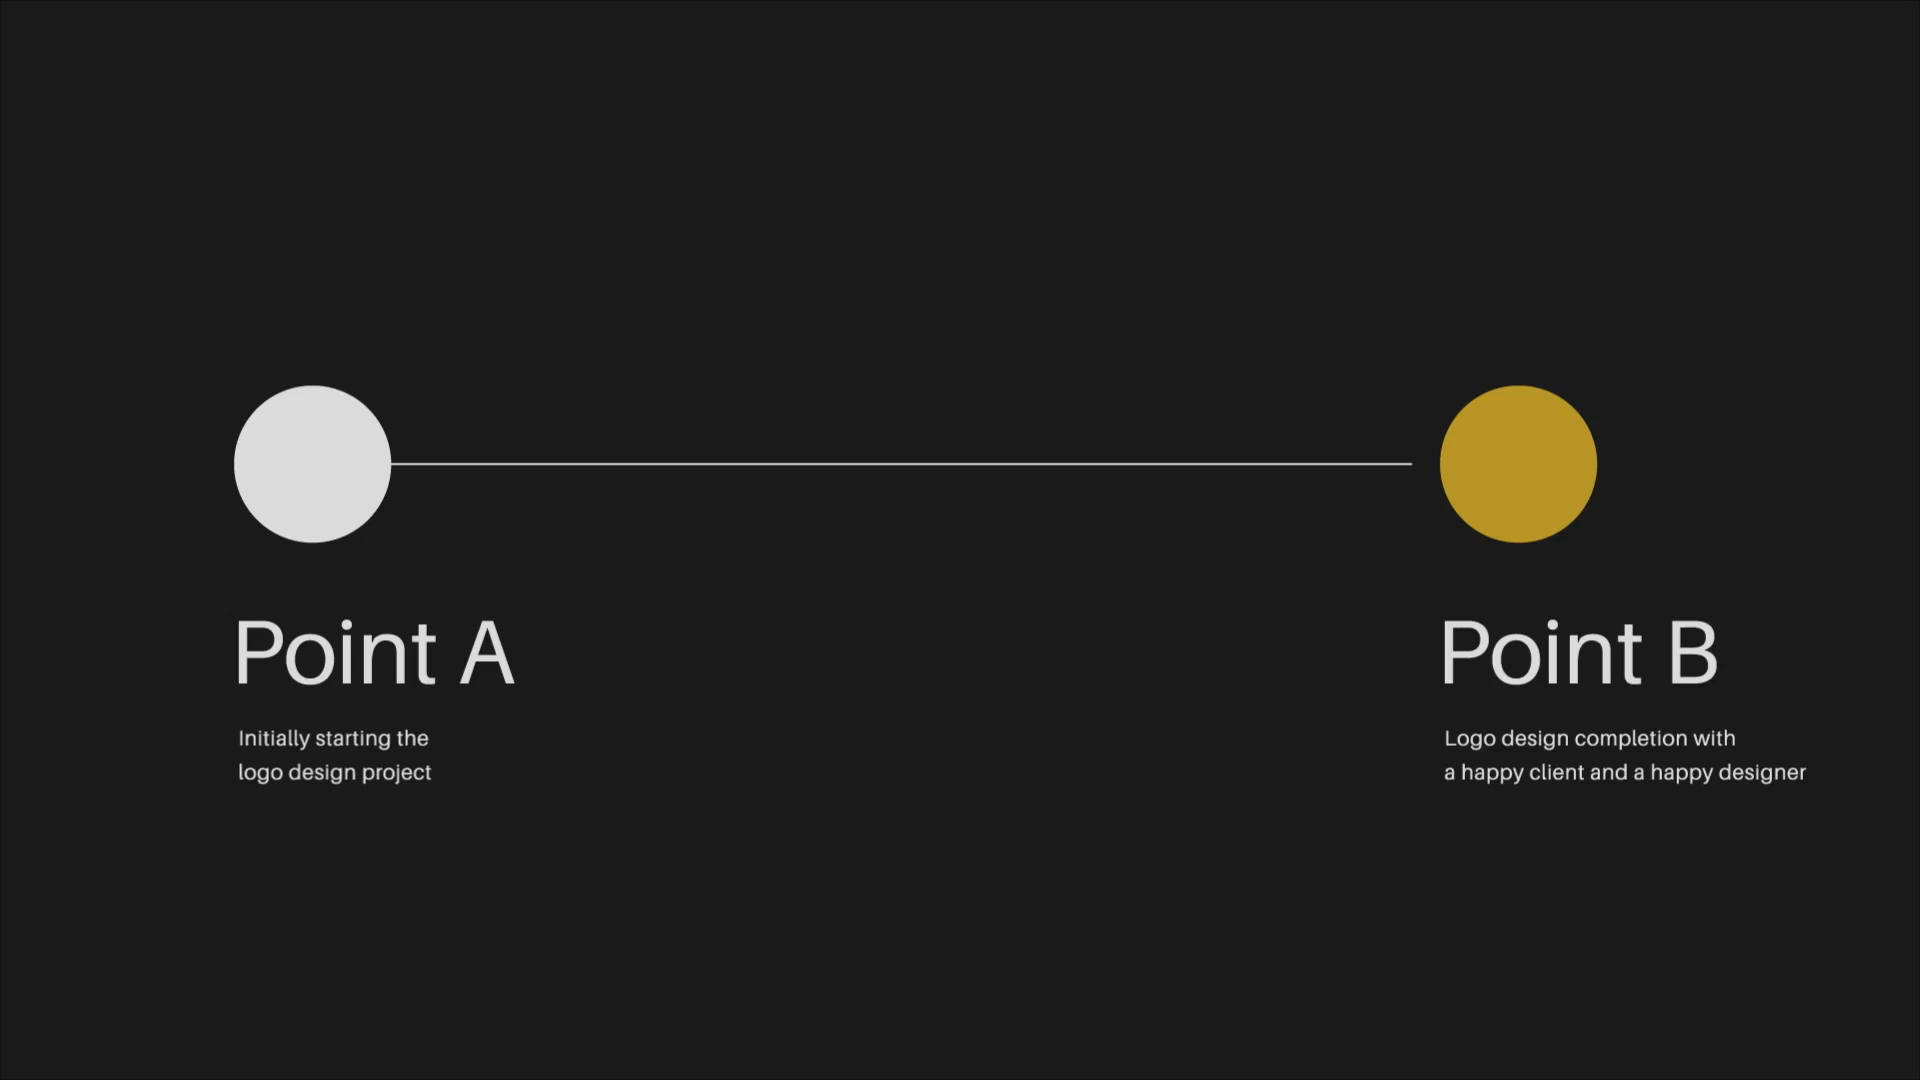 Point A
Initially starting the
logo design project
Point B
Logo design completion with
a happy client and a happy designer